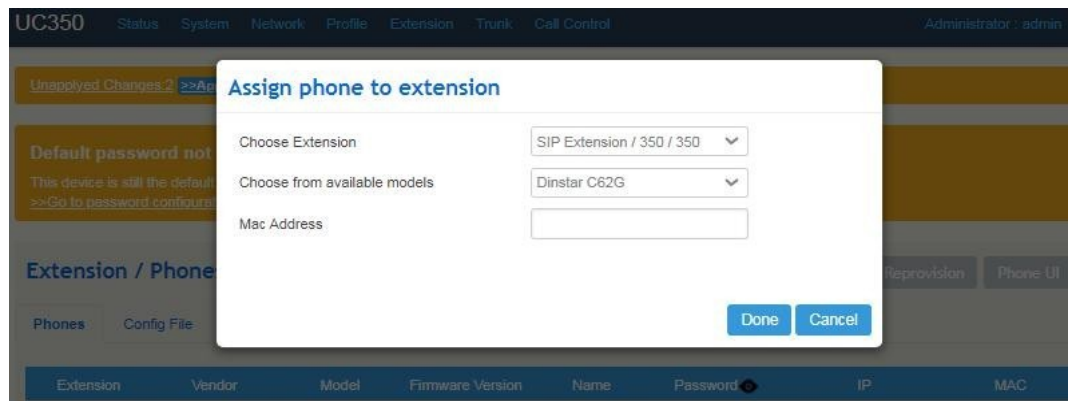 UC350 Status System Network Profile Extension Trunk Call Control Administrator : admin
Unapplyed Changes:2 >>Ap
Assign phone to extension
Choose Extension SIP Extension / 350 / 350
Default password not
Choose from available models Dinstar C62G
This device is still the default
>>Go to password configura
Mac Address
Extension / Phone
Reprovision Phone UI
Done Cancel
Phones Config File
Extension Vendor Model Firmware Version Name Password IP MAC